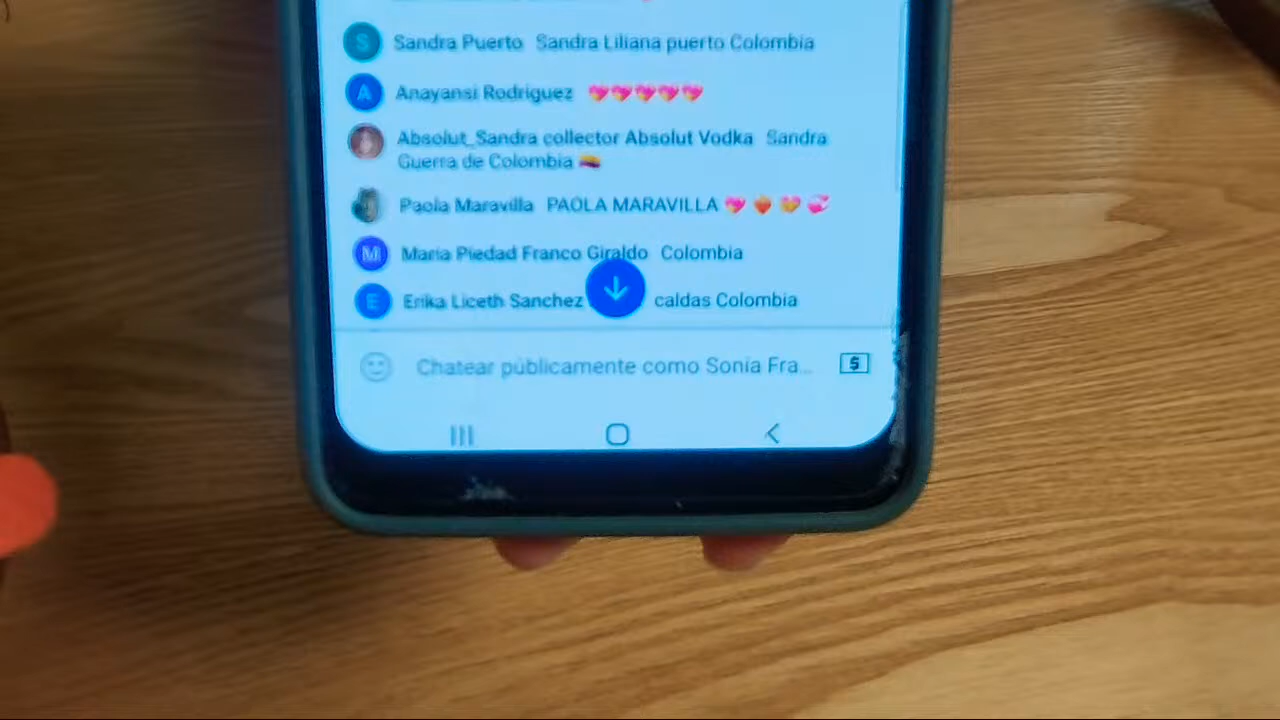 S Sandra Puerto Sandra Liliana puerto Colombia
A Anayansi Rodriguez 💖💖💖💖💖
Absolut_Sandra collector Absolut Vodka Sandra
Guerra de Colombia 🇨🇴
Paola Maravilla PAOLA MARAVILLA 💖 ❤️‍🔥 💝 💞
M Maria Piedad Franco Giraldo Colombia
E Erika Liceth Sanchez caldas Colombia
Chatear públicamente como Sonia Fra...
$